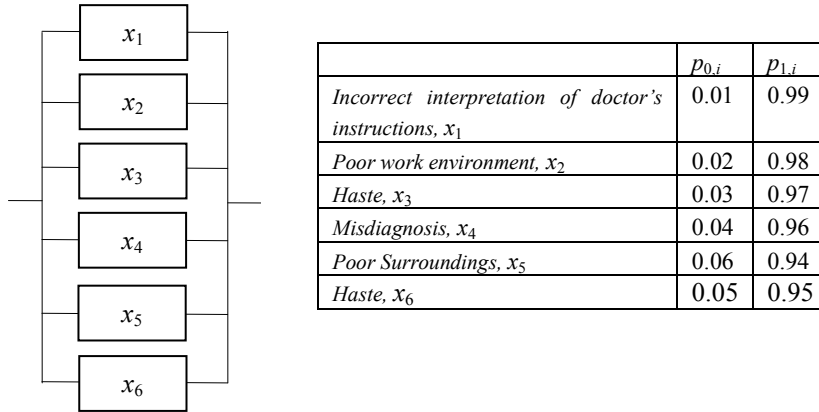 x1
x2
x3
x4
x5
x6
p0,i p1,i
Incorrect interpretation of doctor's 0.01 0.99
instructions, x1
Poor work environment, x2 0.02 0.98
Haste, x3 0.03 0.97
Misdiagnosis, x4 0.04 0.96
Poor Surroundings, x5 0.06 0.94
Haste, x6 0.05 0.95